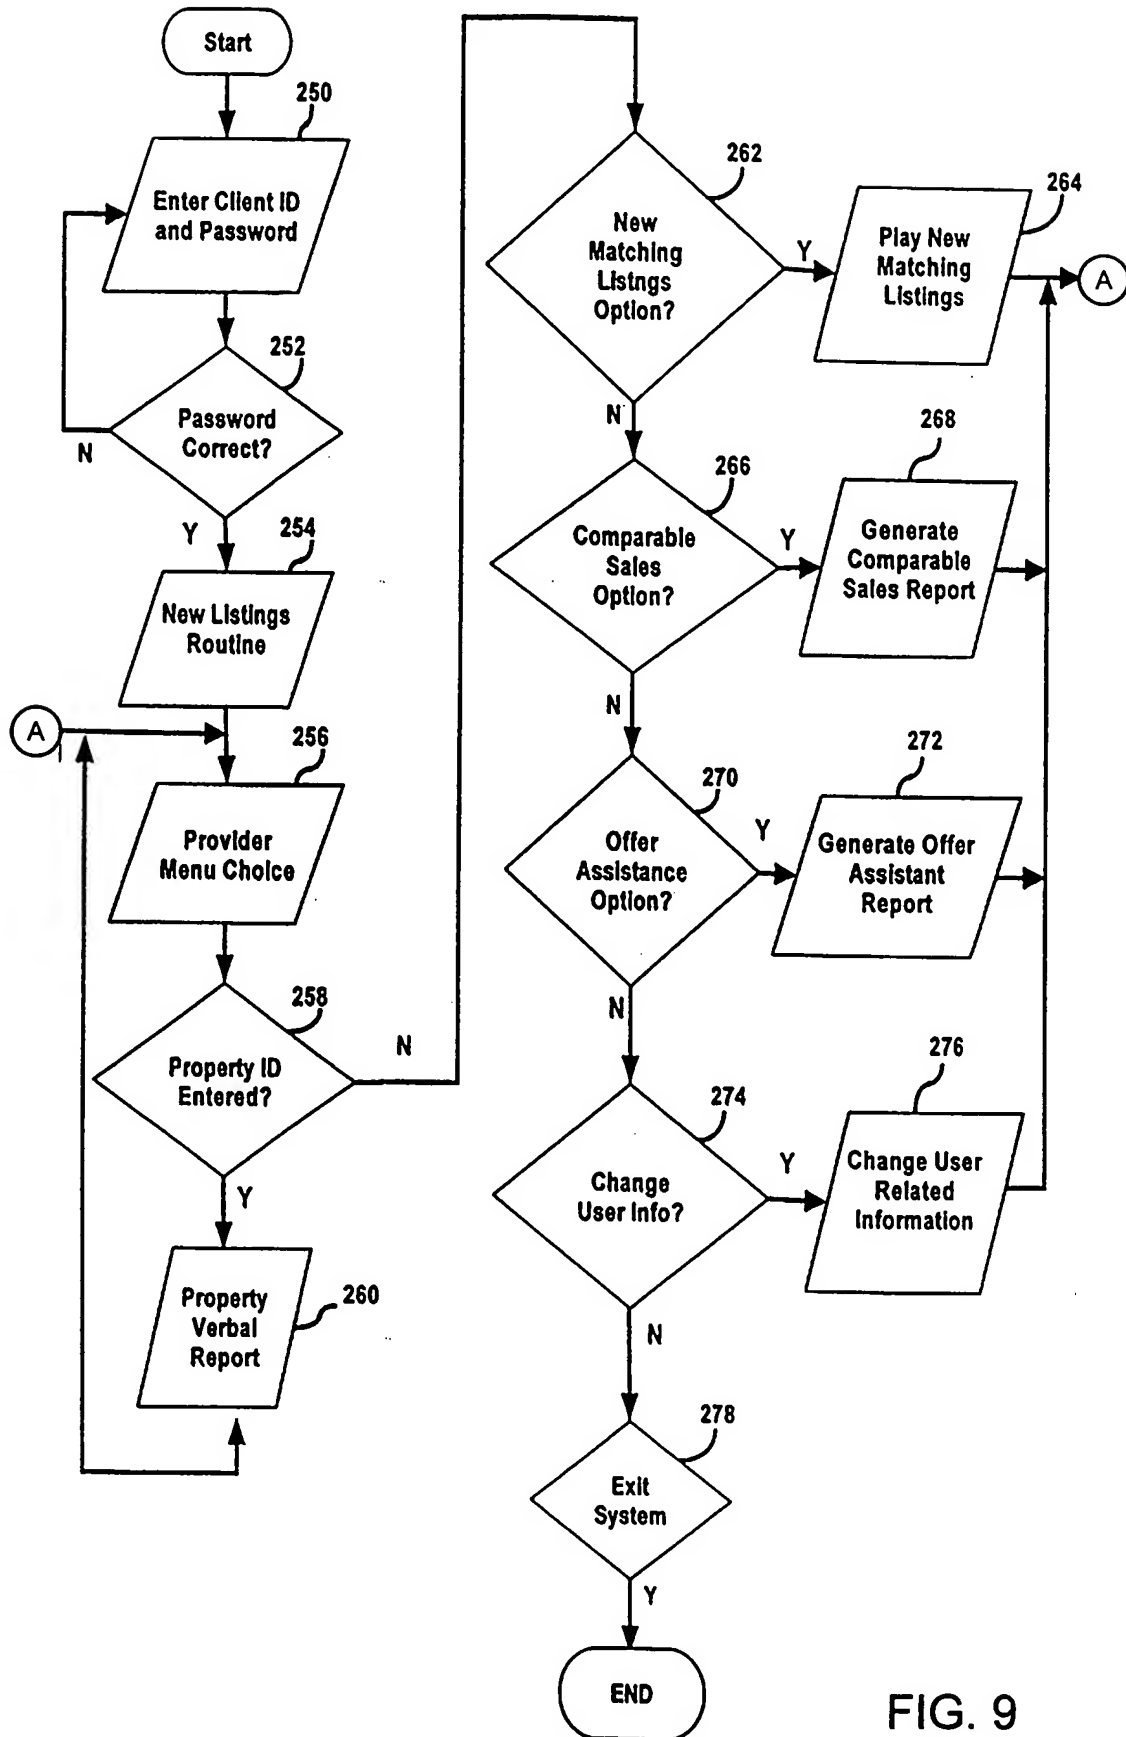 Start
250
Enter Client ID
and Password
252
Password
Correct?
N
Y
254
New Listings
Routine
A
256
Provider
Menu Choice
258
Property ID
Entered?
N
Y
260
Property
Verbal
Report
262
New
Matching
Listngs
Option?
Y
264
Play New
Matching
Listings
A
N
266
Comparable
Sales
Option?
Y
268
Generate
Comparable
Sales Report
N
270
Offer
Assistance
Option?
Y
272
Generate Offer
Assistant
Report
N
274
Change
User Info?
Y
276
Change User
Related
Information
N
278
Exit
System
Y
END
FIG. 9